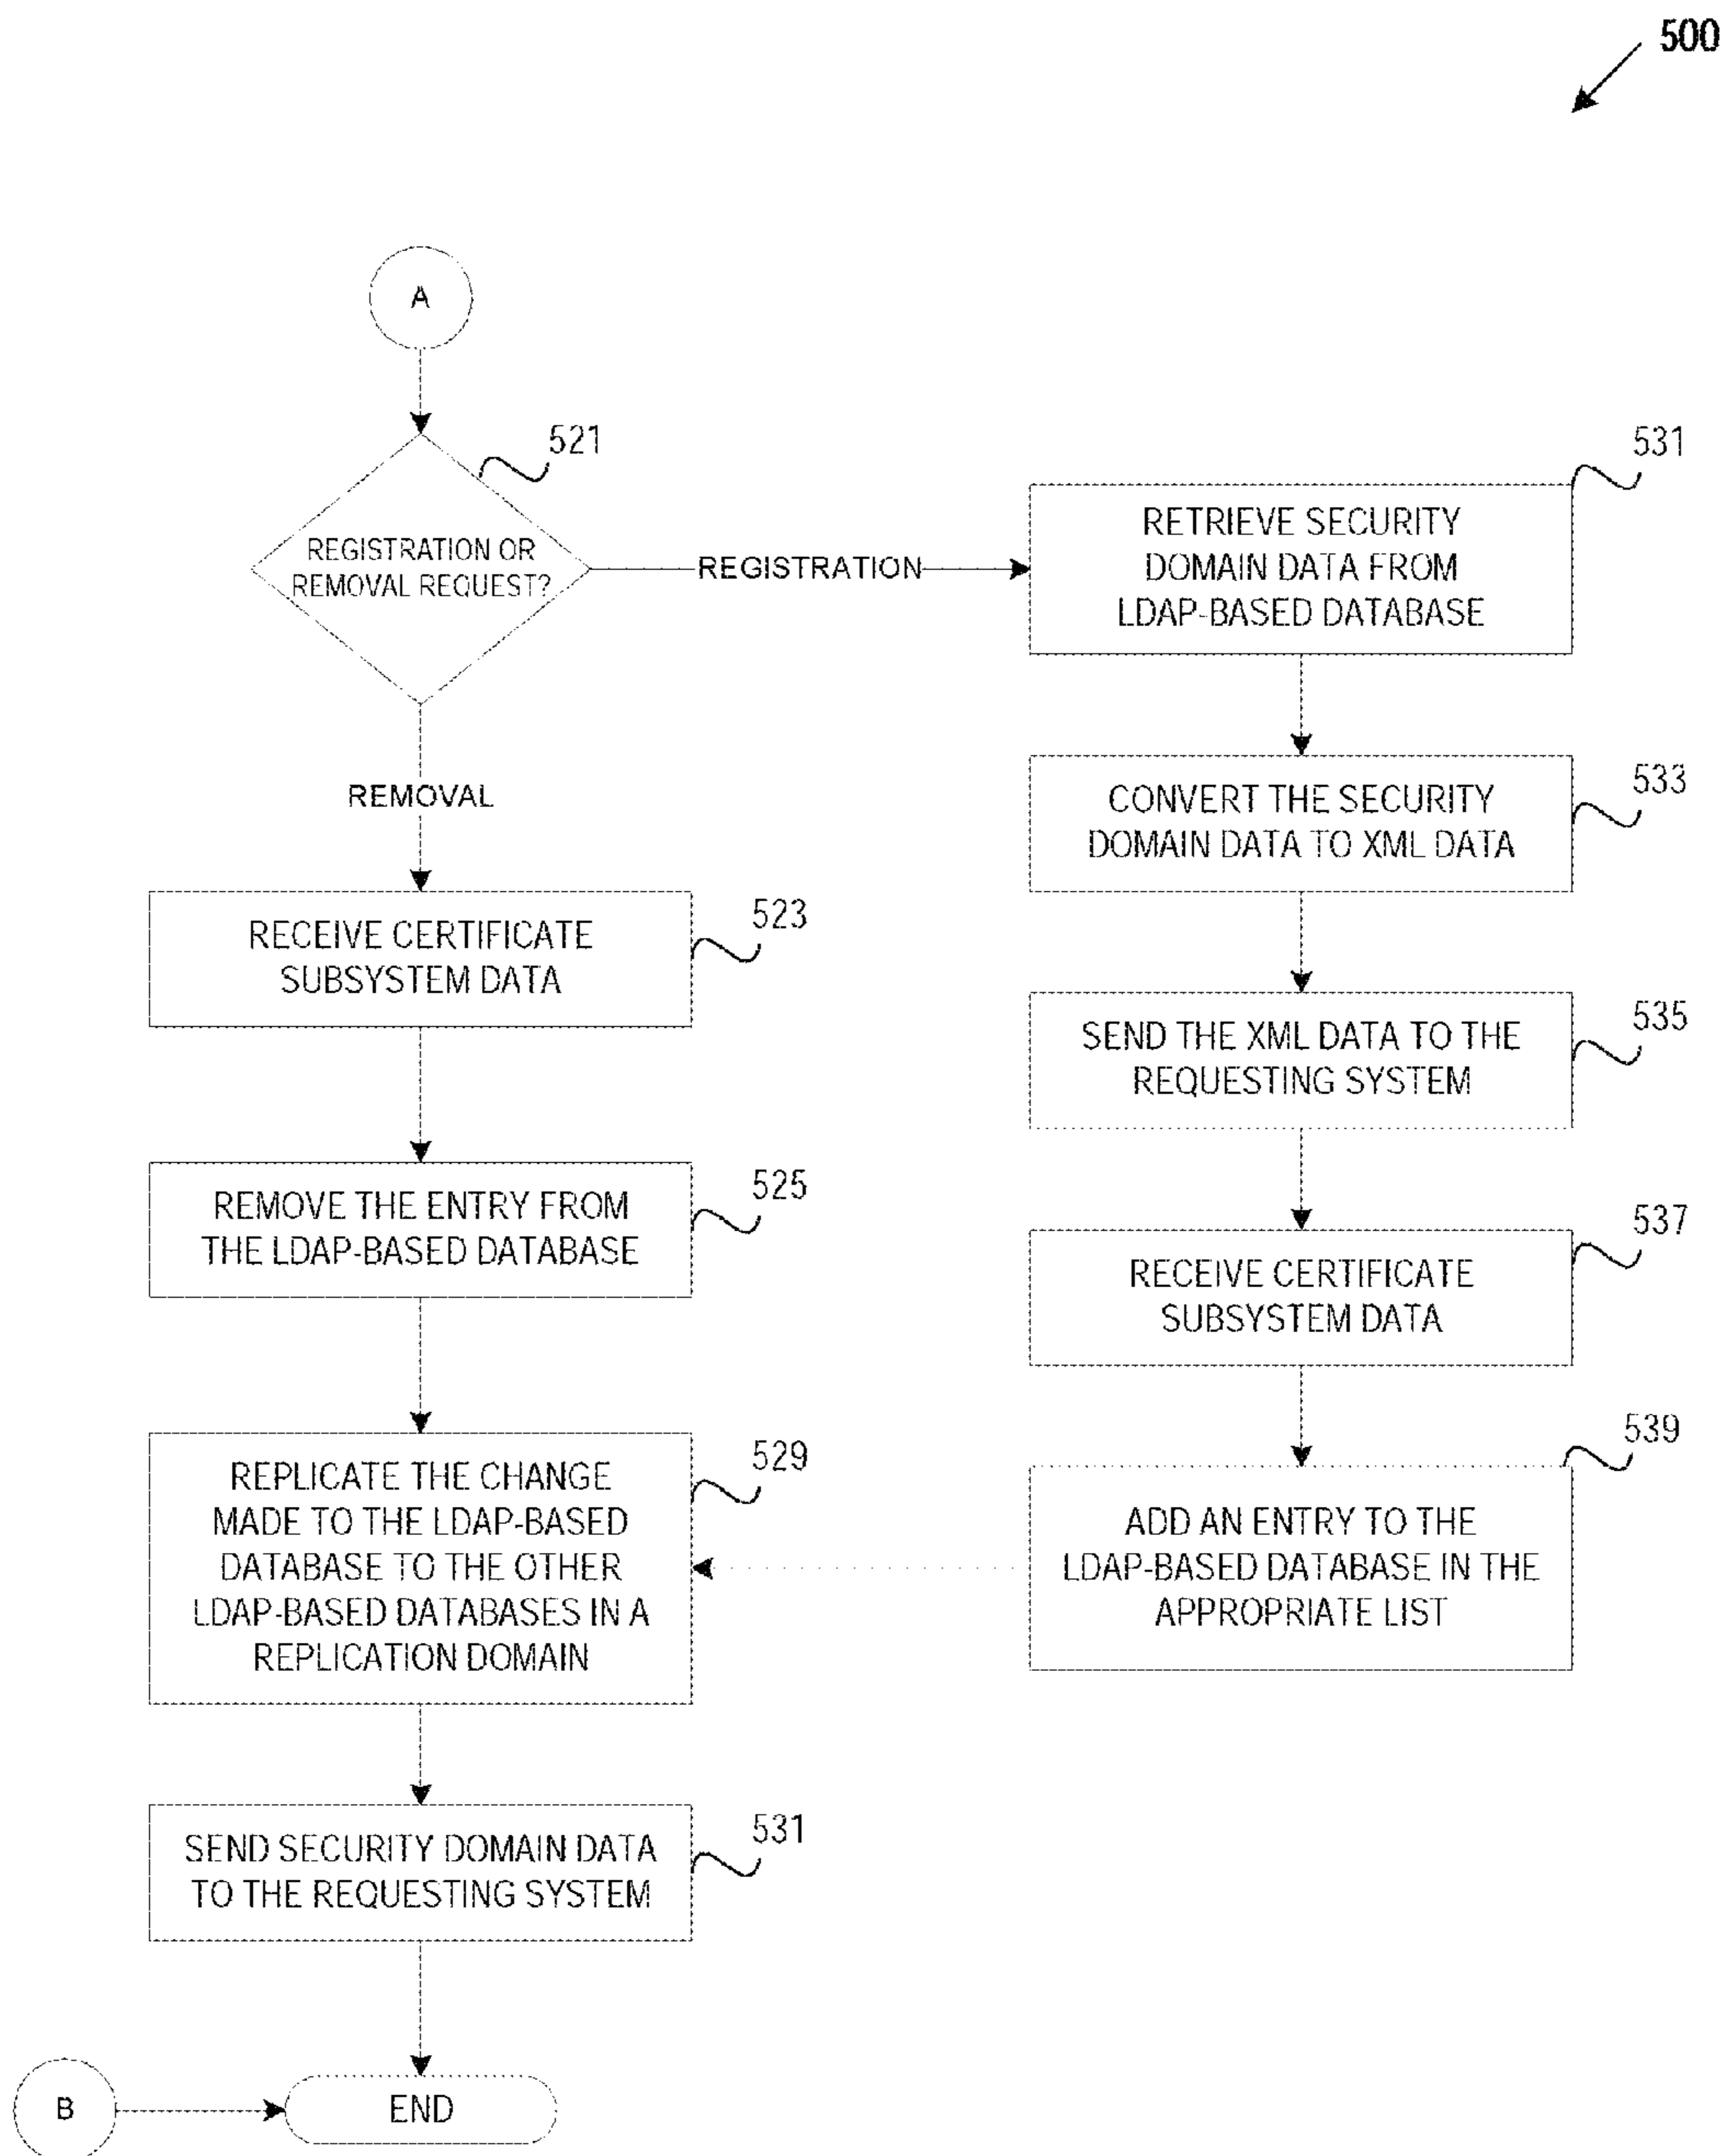 500
A
521
REGISTRATION OR
REMOVAL REQUEST?
REGISTRATION
REMOVAL
523
RECEIVE CERTIFICATE
SUBSYSTEM DATA
525
REMOVE THE ENTRY FROM
THE LDAP-BASED DATABASE
529
REPLICATE THE CHANGE
MADE TO THE LDAP-BASED
DATABASE TO THE OTHER
LDAP-BASED DATABASES IN A
REPLICATION DOMAIN
531
SEND SECURITY DOMAIN DATA
TO THE REQUESTING SYSTEM
531
RETRIEVE SECURITY
DOMAIN DATA FROM
LDAP-BASED DATABASE
533
CONVERT THE SECURITY
DOMAIN DATA TO XML DATA
535
SEND THE XML DATA TO THE
REQUESTING SYSTEM
537
RECEIVE CERTIFICATE
SUBSYSTEM DATA
539
ADD AN ENTRY TO THE
LDAP-BASED DATABASE IN THE
APPROPRIATE LIST
B
END